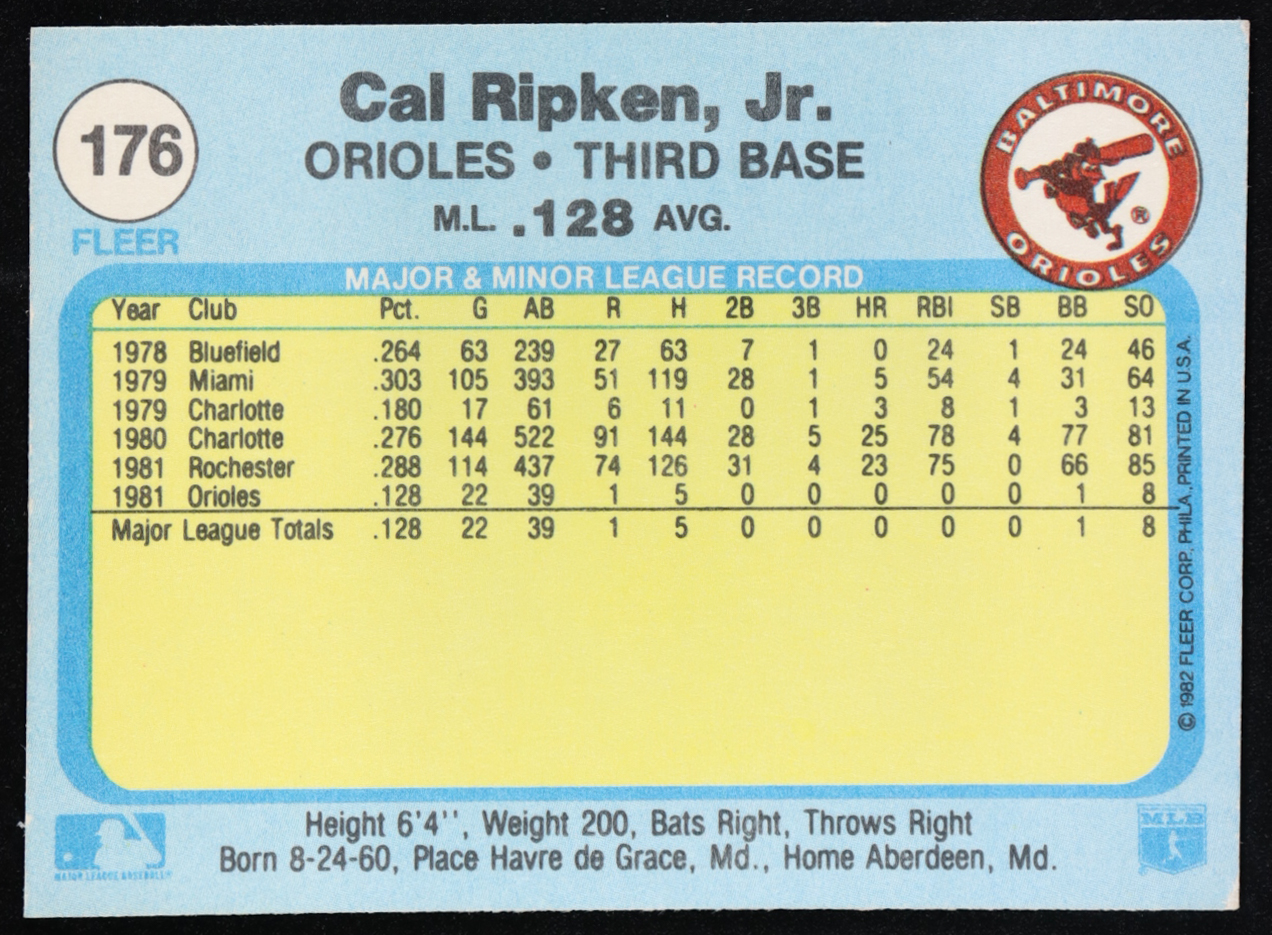 176
FLEER
Cal Ripken, Jr.
ORIOLES • THIRD BASE
M.L. .128 AVG.
BALTIMORE
ORIOLES
®
MAJOR & MINOR LEAGUE RECORD
Year Club Pct. G AB R H 2B 3B HR RBI SB BB SO
1978 Bluefield .264 63 239 27 63 7 1 0 24 1 24 46
1979 Miami .303 105 393 51 119 28 1 5 54 4 31 64
1979 Charlotte .180 17 61 6 11 0 1 3 8 1 3 13
1980 Charlotte .276 144 522 91 144 28 5 25 78 4 77 81
1981 Rochester .288 114 437 74 126 31 4 23 75 0 66 85
1981 Orioles .128 22 39 1 5 0 0 0 0 0 1 8
Major League Totals .128 22 39 1 5 0 0 0 0 0 1 8
© 1982 FLEER CORP., PHILA., PRINTED IN U.S.A.
Height 6'4'', Weight 200, Bats Right, Throws Right
Born 8-24-60, Place Havre de Grace, Md., Home Aberdeen, Md.
MAJOR LEAGUE BASEBALL
MLB